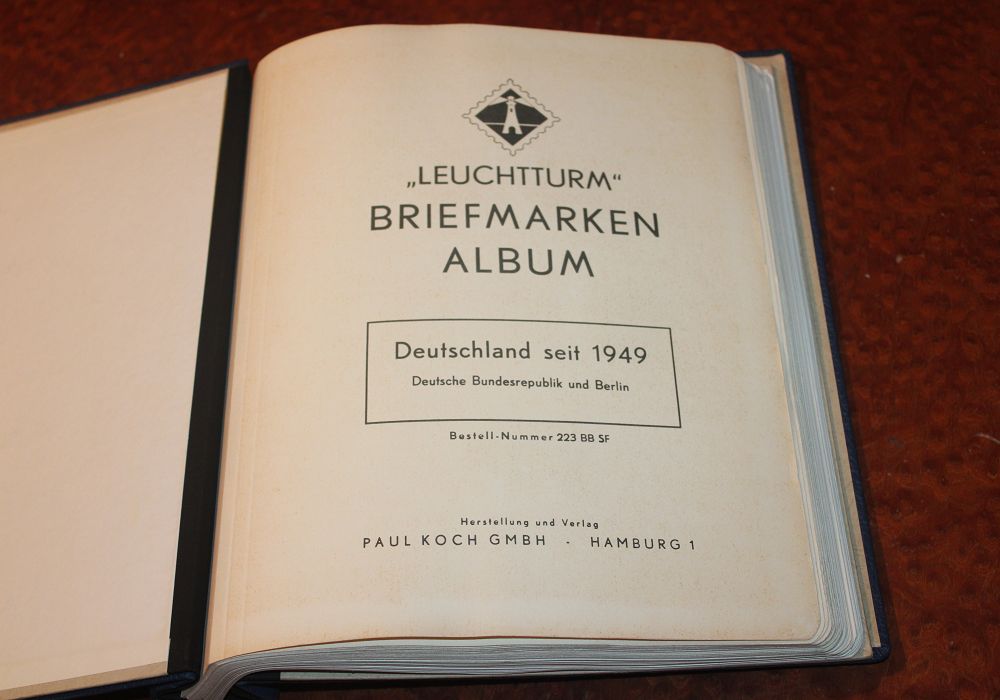 „LEUCHTTURM“
BRIEFMARKEN
ALBUM
Deutschland seit 1949
Deutsche Bundesrepublik und Berlin
Bestell-Nummer 223 BB SF
Herstellung und Verlag
PAUL KOCH GMBH - HAMBURG 1